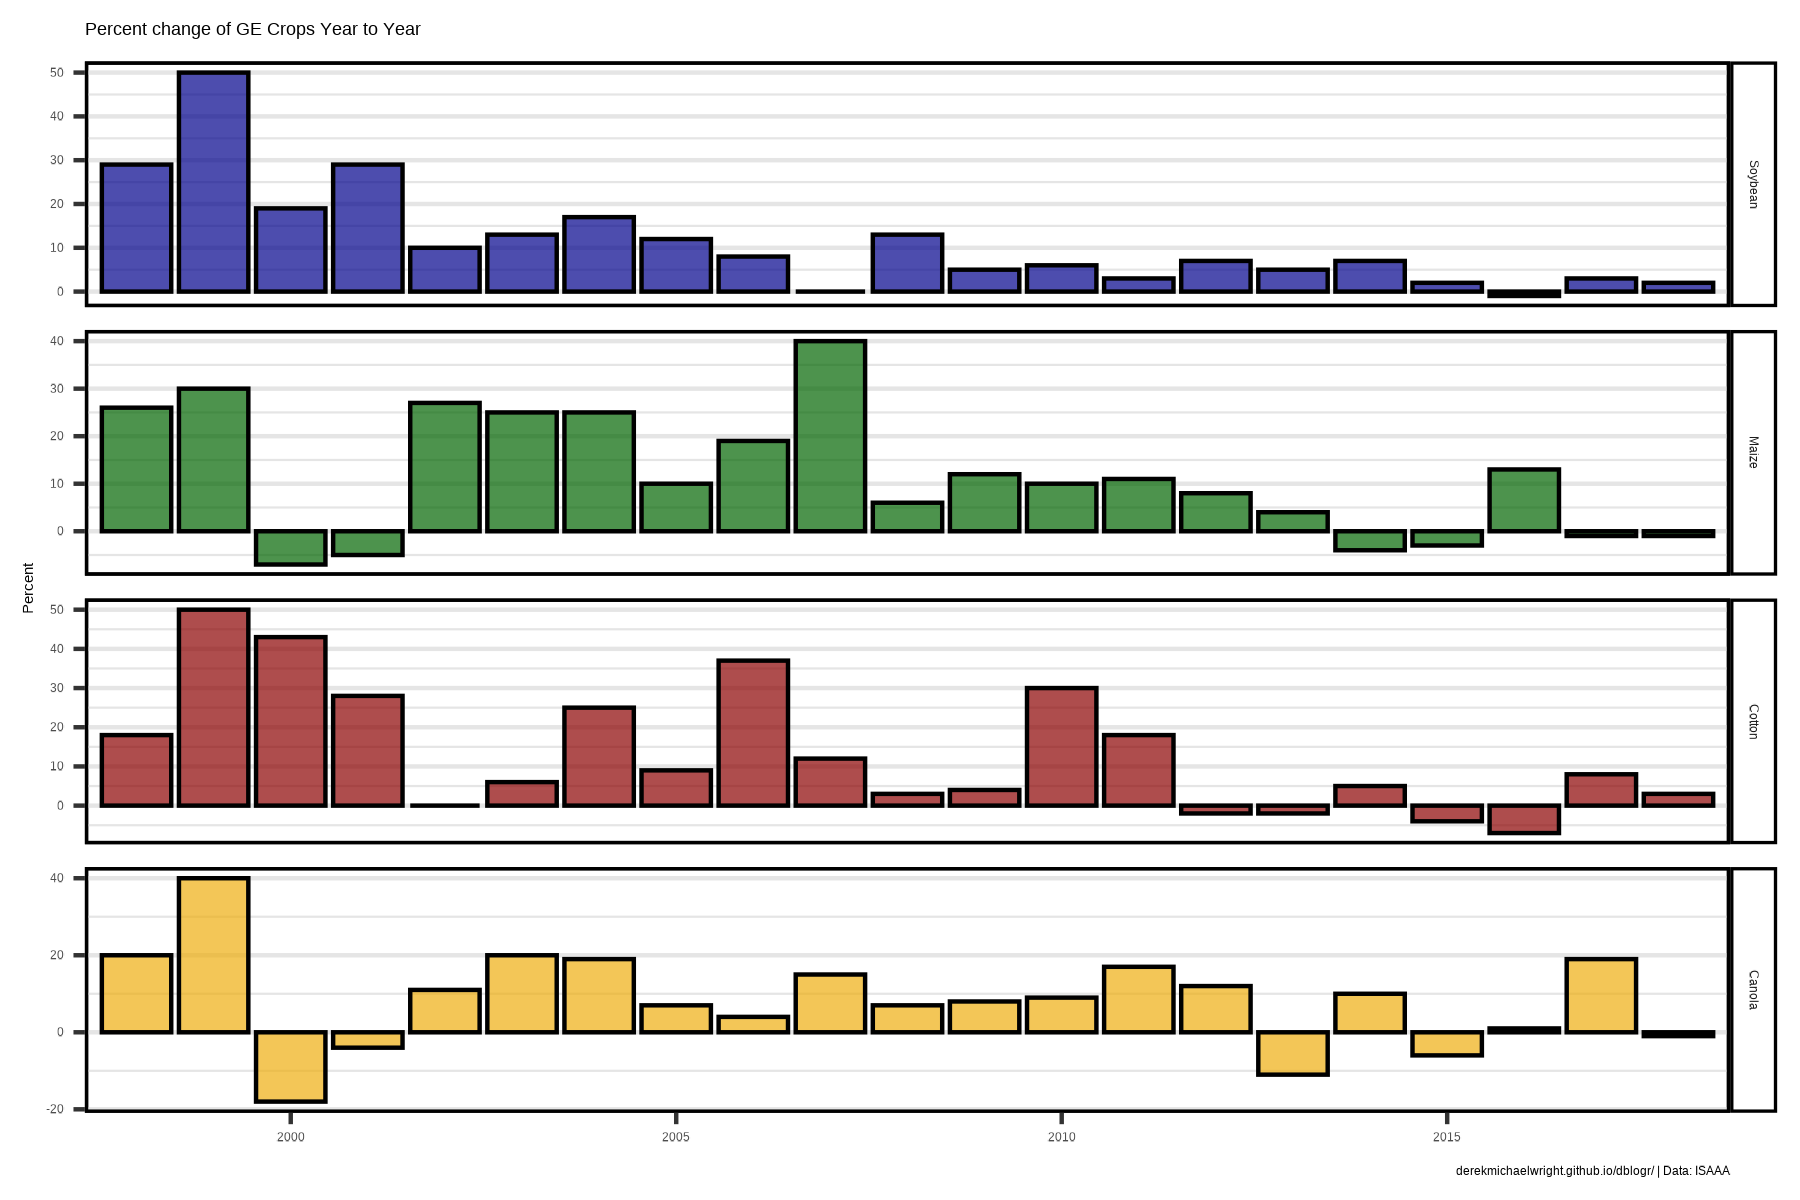 Percent change of GE Crops Year to Year
Percent
50
40
30
20
10
0
Soybean
40
30
20
10
0
Maize
50
40
30
20
10
0
Cotton
40
20
0
-20
Canola
2000 2005 2010 2015
derekmichaelwright.github.io/dblogr/ | Data: ISAAA